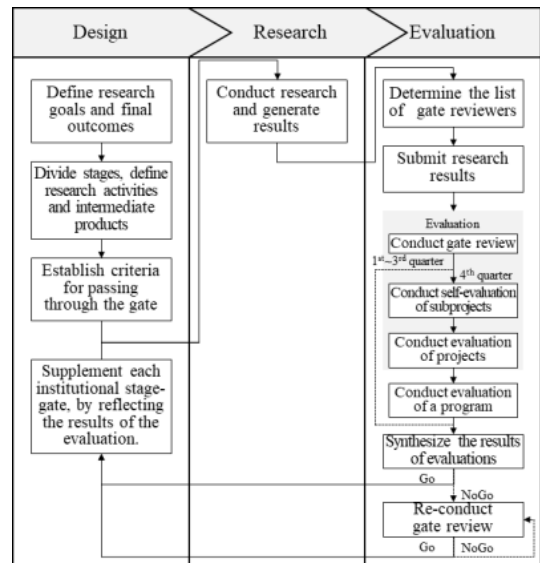 Design
Research
Evaluation
Define research
goals and final
outcomes
Divide stages, define
research activities
and intermediate
products
Establish criteria
for passing
through the gate
Supplement each
institutional stage-
gate, by reflecting
the results of the
evaluation.
Conduct research
and generate
results
Determine the list
of gate reviewers
Submit research
results
Evaluation
Conduct gate review
1st~3rd quarter
4th quarter
Conduct self-evaluation
of subprojects
Conduct evaluation
of projects
Conduct evaluation
of a program
Synthesize the results
of evaluations
Go
NoGo
Re-conduct
gate review
Go
NoGo